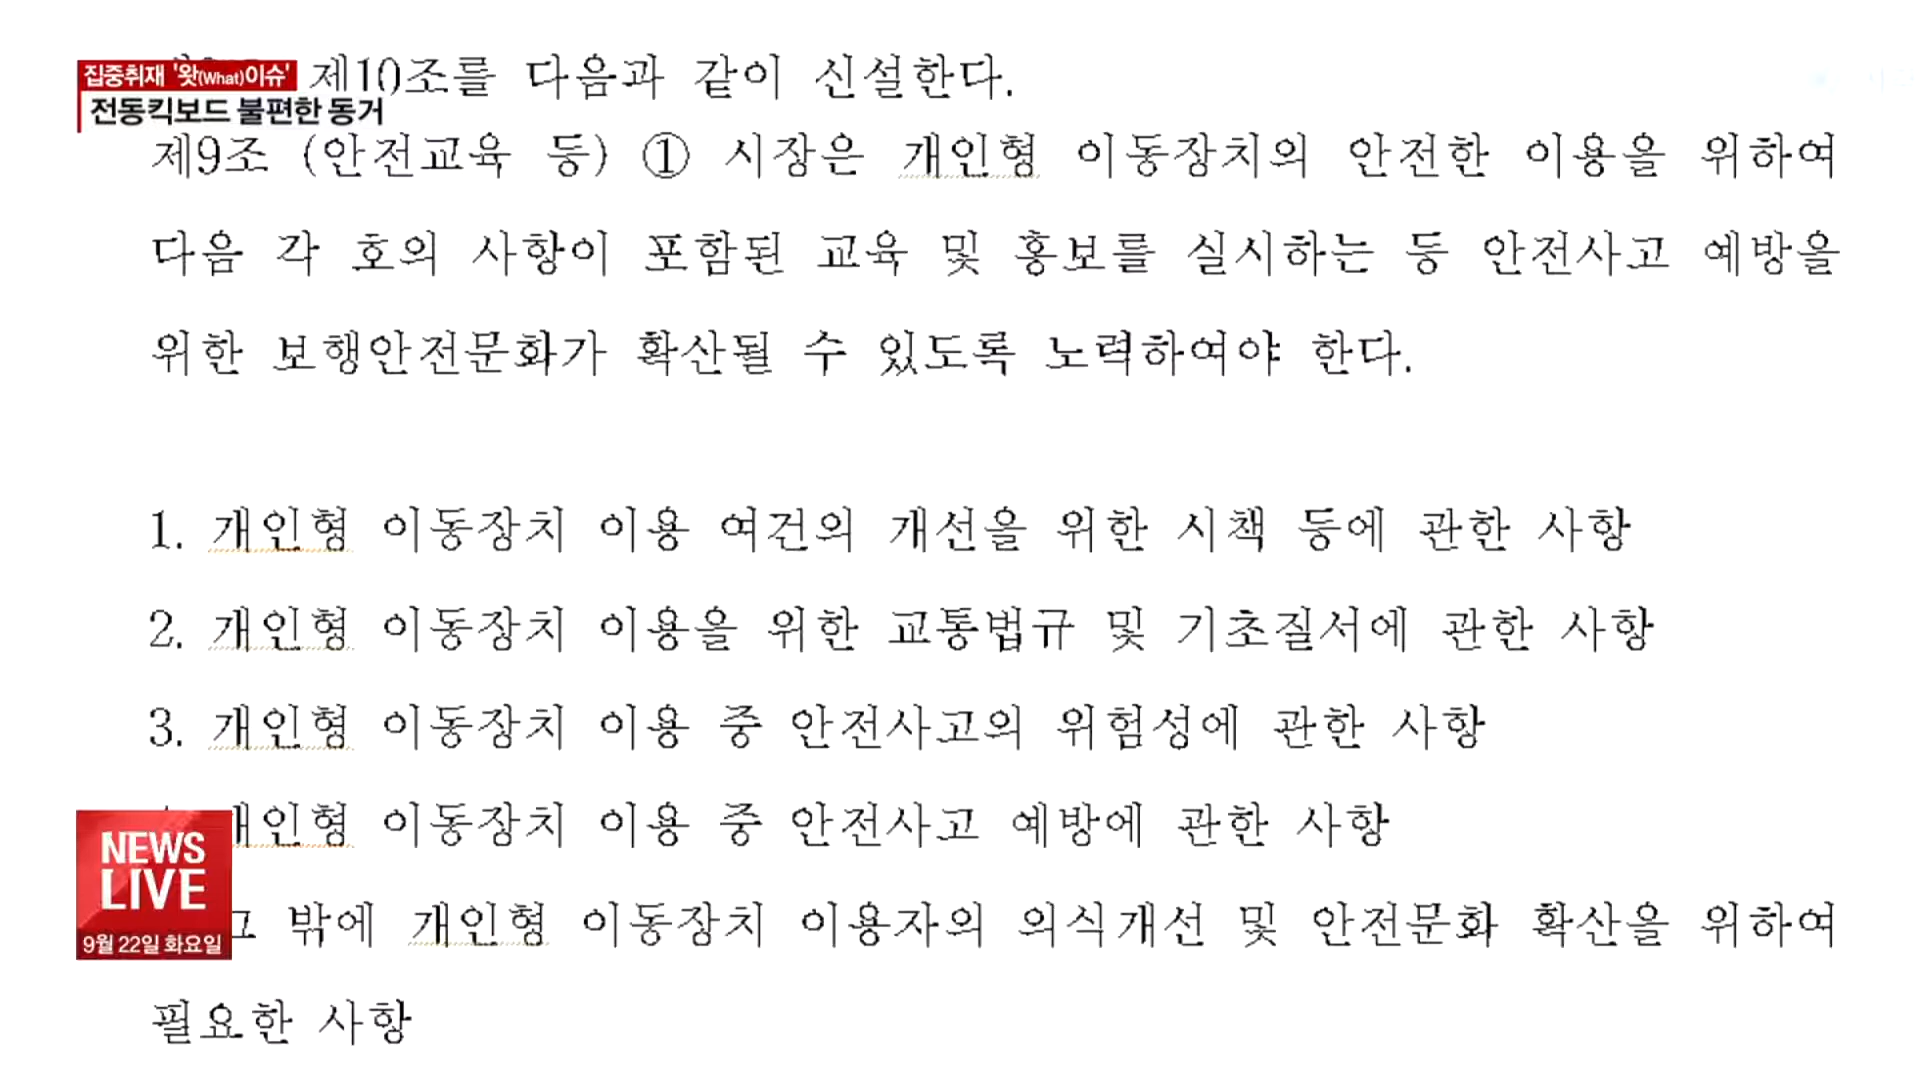 집중취재 '왓(What)이슈'
전동킥보드 불편한 동거
제10조를 다음과 같이 신설한다.
제9조 (안전교육 등) ① 시장은 개인형 이동장치의 안전한 이용을 위하여
다음 각 호의 사항이 포함된 교육 및 홍보를 실시하는 등 안전사고 예방을
위한 보행안전문화가 확산될 수 있도록 노력하여야 한다.
1. 개인형 이동장치 이용 여건의 개선을 위한 시책 등에 관한 사항
2. 개인형 이동장치 이용을 위한 교통법규 및 기초질서에 관한 사항
3. 개인형 이동장치 이용 중 안전사고의 위험성에 관한 사항
개인형 이동장치 이용 중 안전사고 예방에 관한 사항
그 밖에 개인형 이동장치 이용자의 의식개선 및 안전문화 확산을 위하여
필요한 사항
NEWS
LIVE
9월 22일 화요일